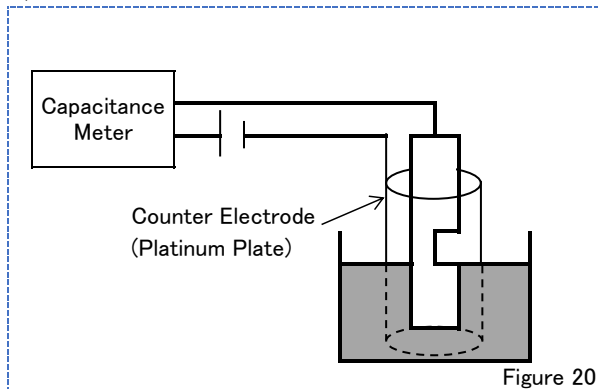 Capacitance
Meter
Counter Electrode
(Platinum Plate)
Figure 20